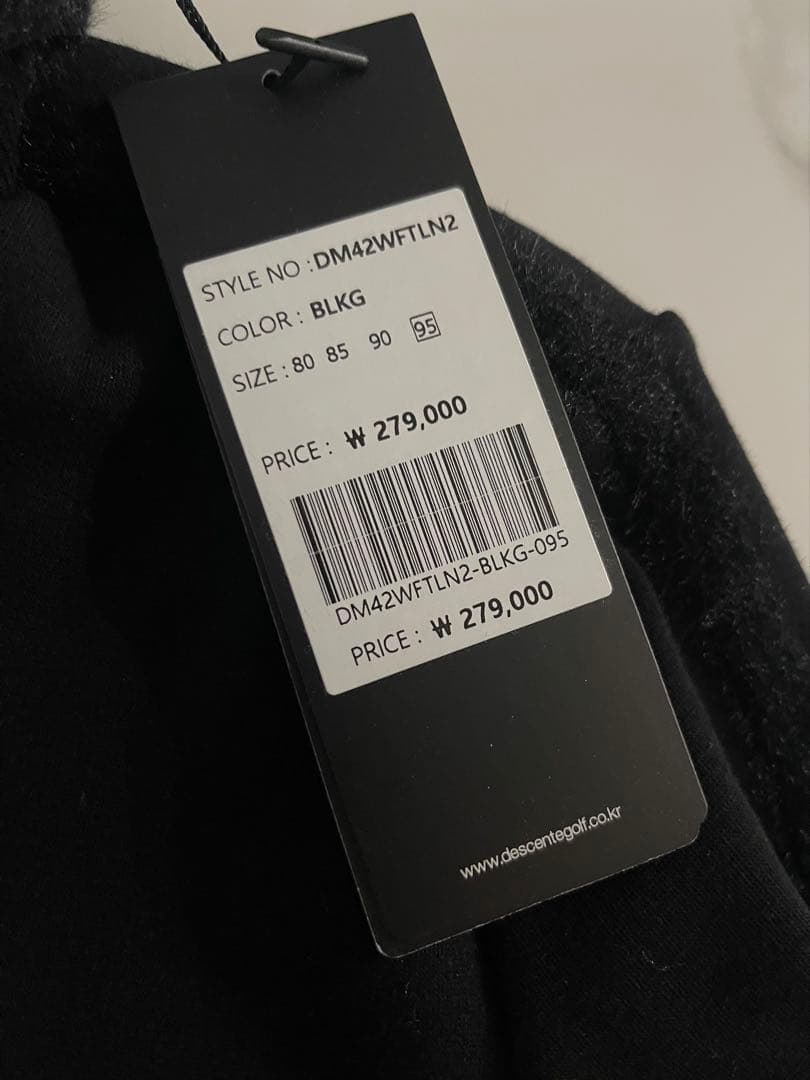 STYLE NO :DM42WFTLN2
COLOR : BLKG
SIZE : 80 85 90 95
PRICE : ₩ 279,000
DM42WFTLN2-BLKG-095
PRICE : ₩ 279,000
www.descentegolf.co.kr